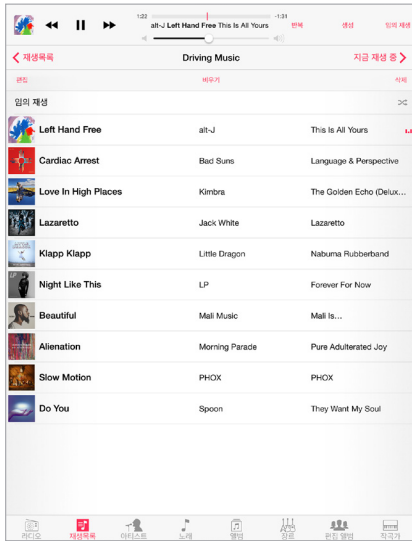 1:22 -1:31
alt-J Left Hand Free This Is All Yours 반복 생성 임의 재생
재생목록 Driving Music 지금 재생 중
편집 비우기 삭제
임의 재생
Left Hand Free alt-J This Is All Yours
Cardiac Arrest Bad Suns Language & Perspective
Love In High Places Kimbra The Golden Echo (Delux...
Lazaretto Jack White Lazaretto
Klapp Klapp Little Dragon Nabuma Rubberband
Night Like This LP Forever For Now
Beautiful Mali Music Mali Is...
Alienation Morning Parade Pure Adulterated Joy
Slow Motion PHOX PHOX
Do You Spoon They Want My Soul
라디오 재생목록 아티스트 노래 앨범 장르 편집 앨범 작곡가